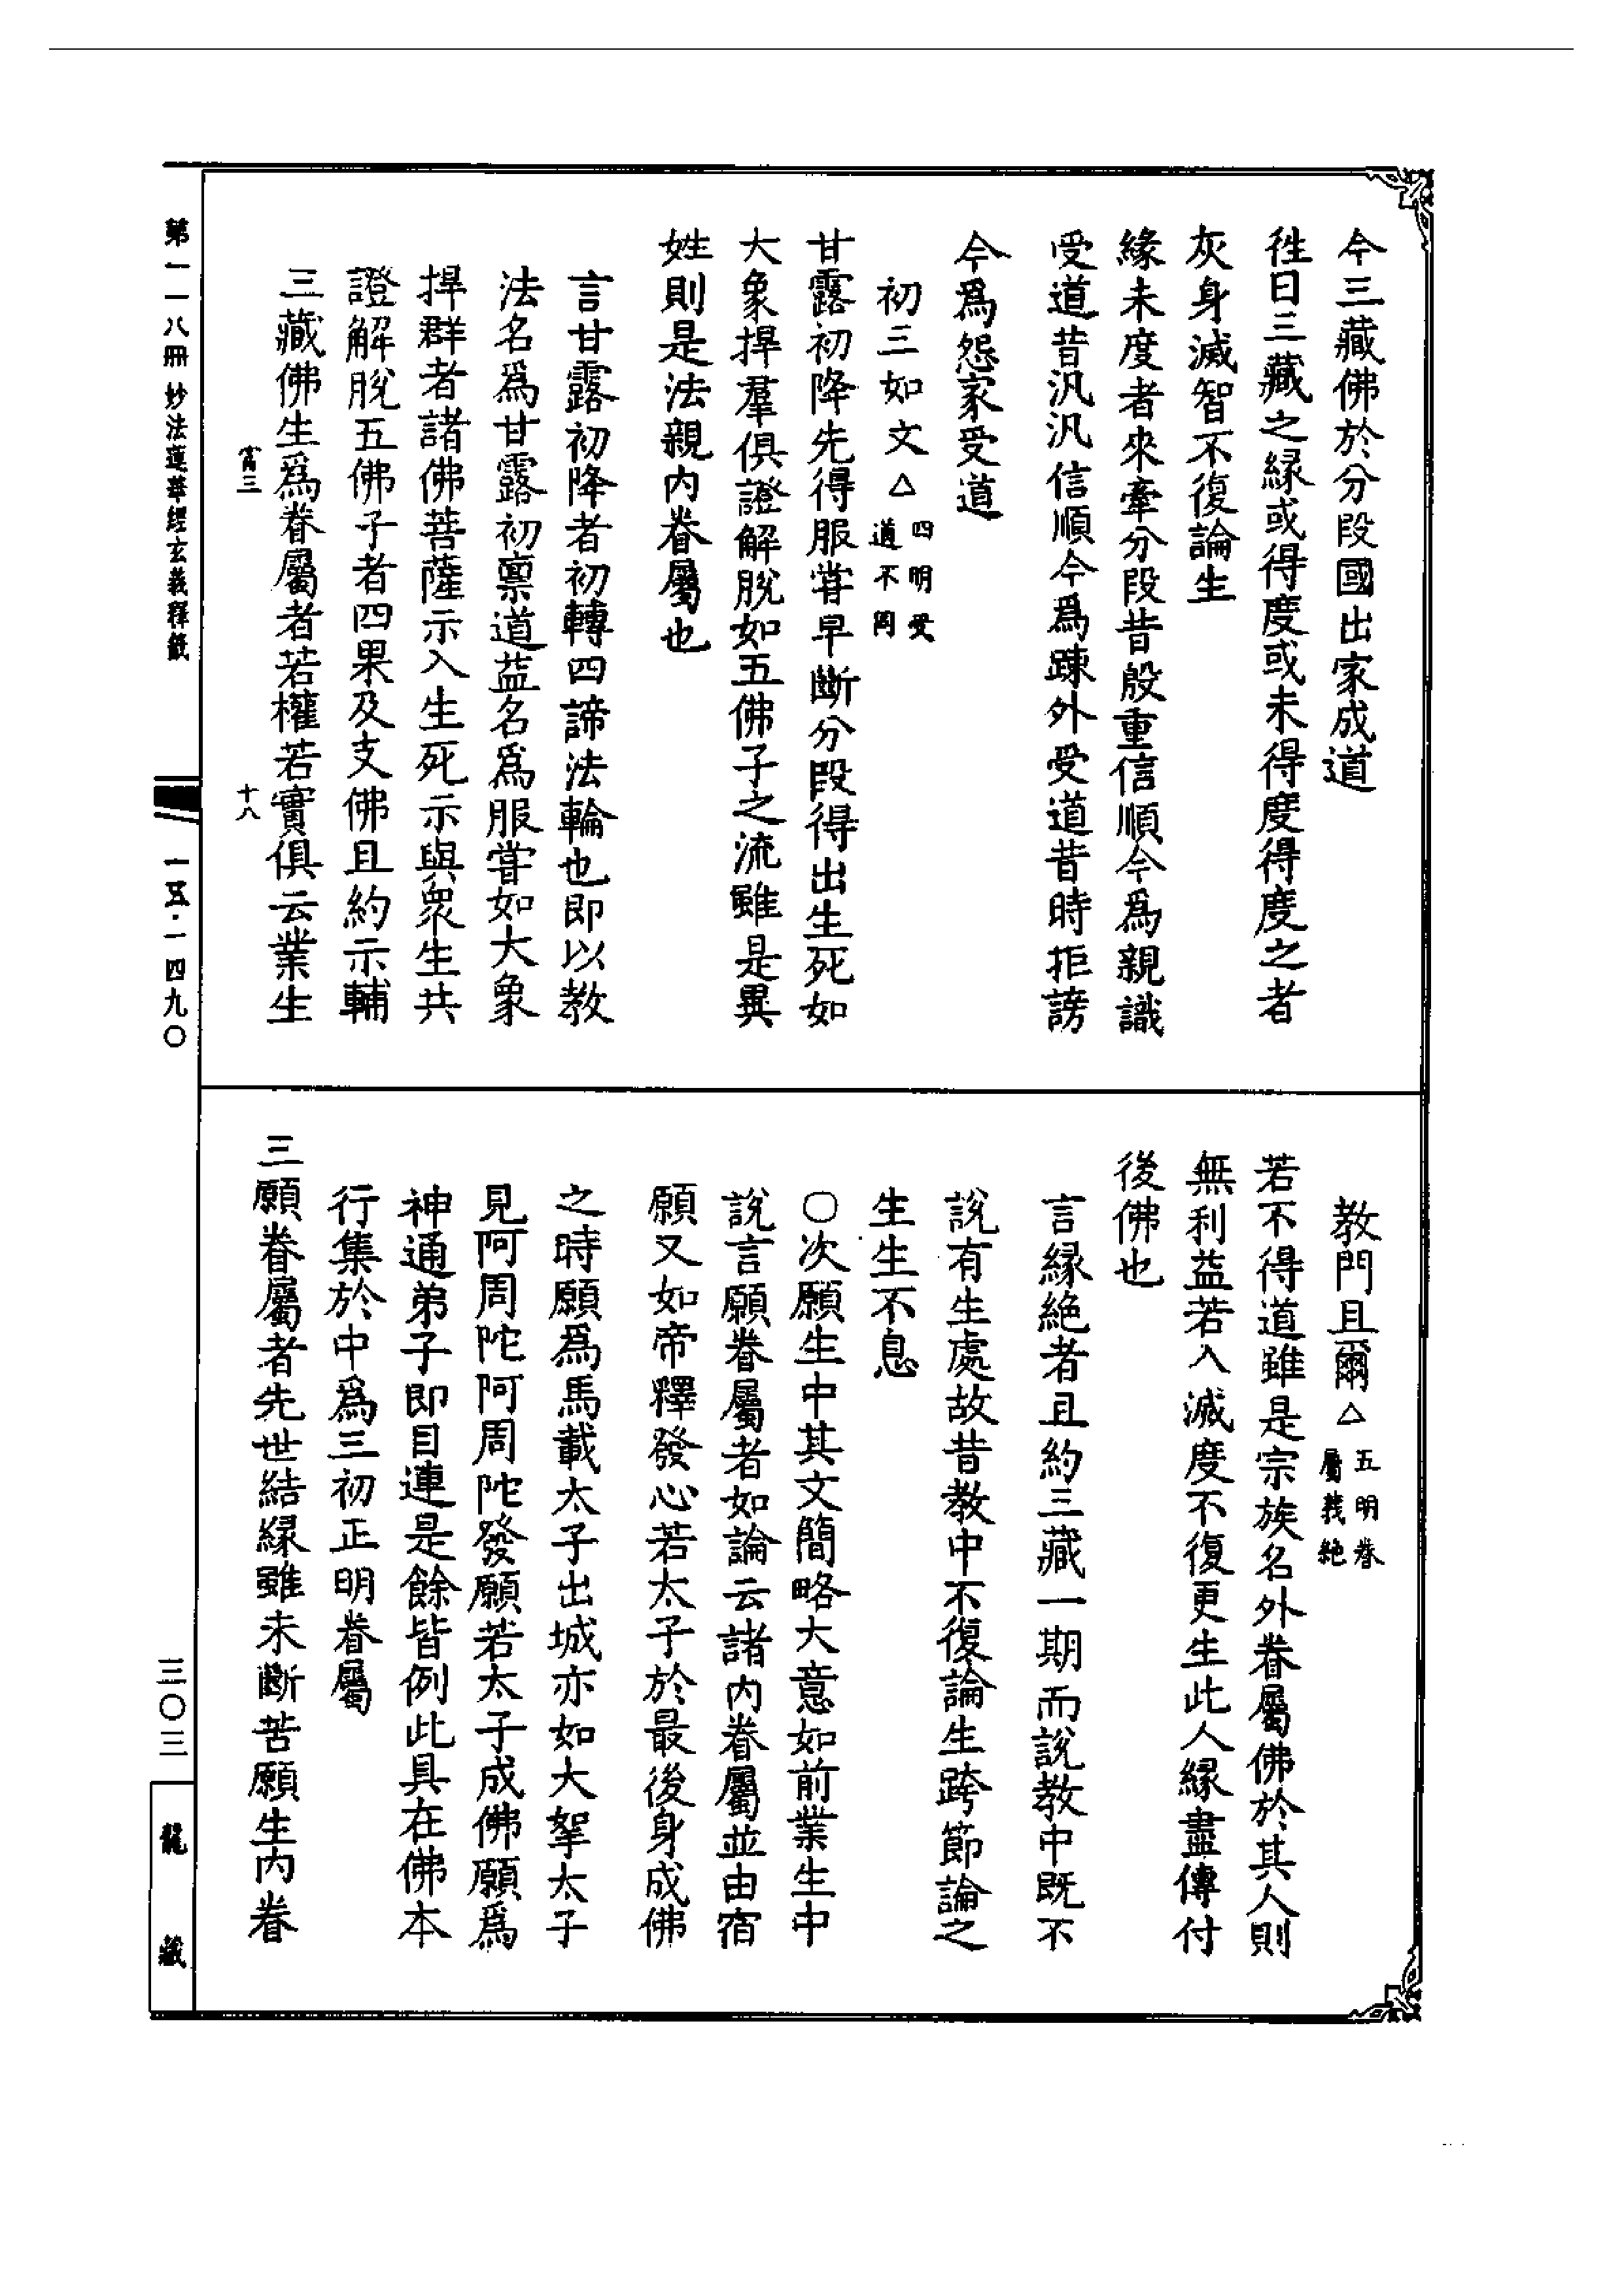 今三藏佛於分段國出家成道
徃日三藏之緣或得度或未得度得度之者
灰身滅智不復論生
緣未度者來牽分段昔殷重信順今爲親識
受道昔汎汎信順今爲踈外受道昔時拒謗
今爲怨家受道
初三如文△四明受
道不同
甘露初降先得服甞早斷分段得出生死如
大象捍羣俱證解脫如五佛子之流雖是異
姓則是法親內眷屬也
言甘露初降者初轉四諦法輪也即以教
法名爲甘露初禀道益名爲服甞如大象
捍群者諸佛菩薩示入生死示與衆生共
證解脫五佛子者四果及支佛且約示輔
三藏佛生爲眷屬者若權若實俱云業生
教門且爾△五明眷
屬義絶
若不得道雖是宗族名外眷屬佛於其人則
無利益若入滅度不復更生此人緣盡傳付
後佛也
言緣絶者且約三藏一期而說教中既不
說有生處故昔教中不復論生跨節論之
生生不息
○次願生中其文簡略大意如前業生中
說言願眷屬者如論云諸內眷屬並由宿
願又如帝釋發心若太子於最後身成佛
之時願爲馬載太子出城亦如大挐太子
見阿周陀阿周陀發願若太子成佛願爲
神通弟子即目連是餘皆例此具在佛本
行集於中爲三初正明眷屬
三願眷屬者先世結緣雖未斷苦願生內眷
第一一八冊 妙法蓮華經玄義釋籤
富三
十八
一五·一四九〇
三〇三
龍藏